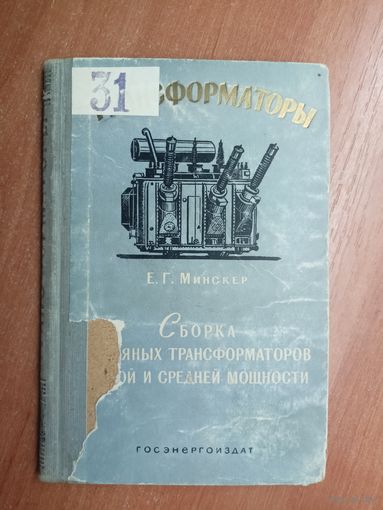 31
ФОРМАТОРЫ
Е. Г. Минскер
Сборка
ЯНЫХ ТРАНСФОРМАТОРОВ
ОЙ И СРЕДНЕЙ МОЩНОСТИ
ГОСЭНЕРГОИЗДАТ